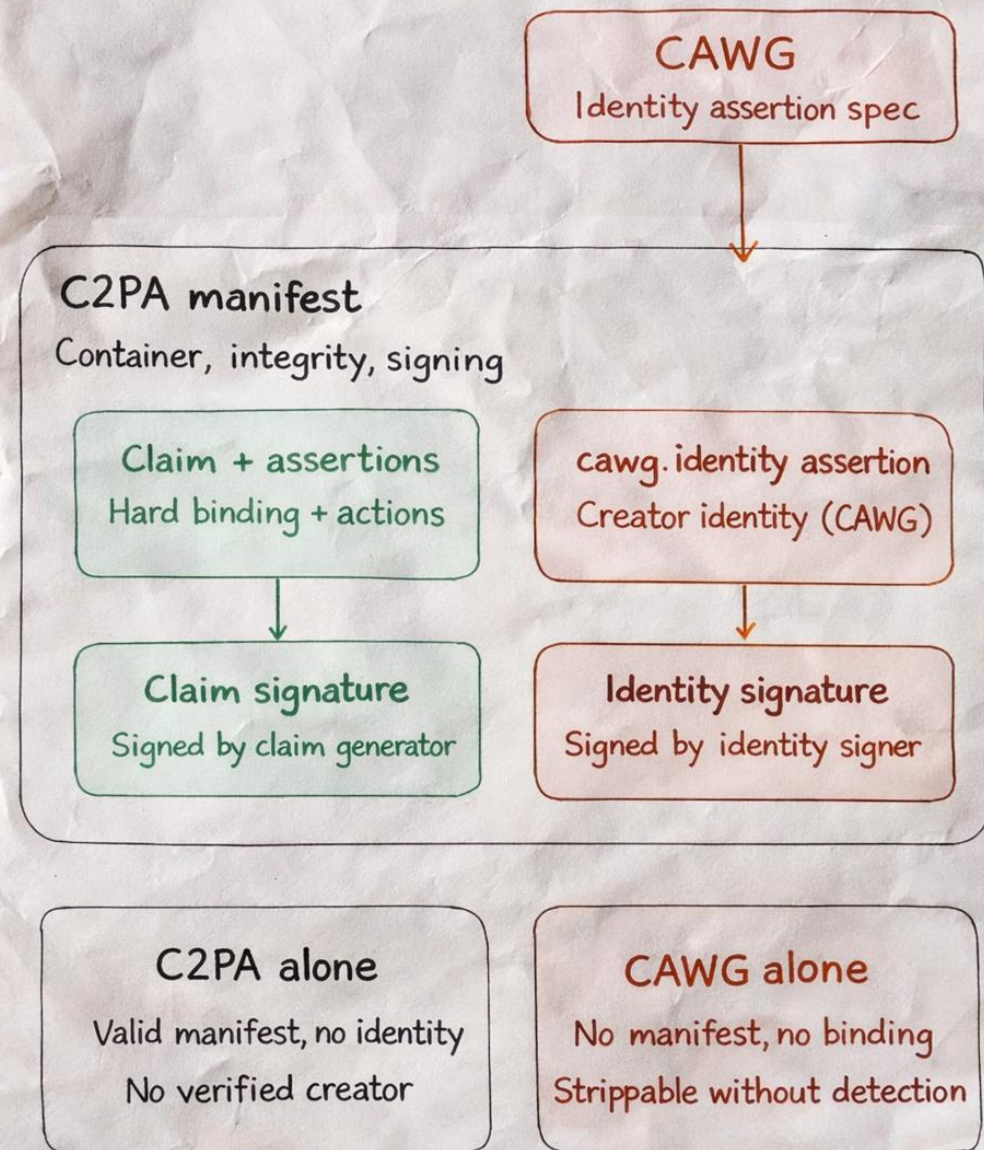 CAWG
Identity assertion spec
C2PA manifest
Container, integrity, signing
Claim + assertions
Hard binding + actions
cawg.identity assertion
Creator identity (CAWG)
Claim signature
Signed by claim generator
Identity signature
Signed by identity signer
C2PA alone
Valid manifest, no identity
No verified creator
CAWG alone
No manifest, no binding
Strippable without detection